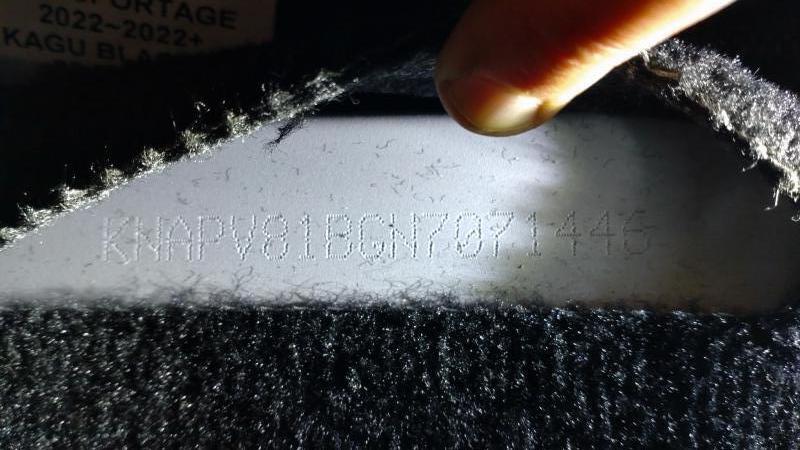 SPORTAGE
2022~2022+
KAGU BLA
KNAPV81BGN7071446